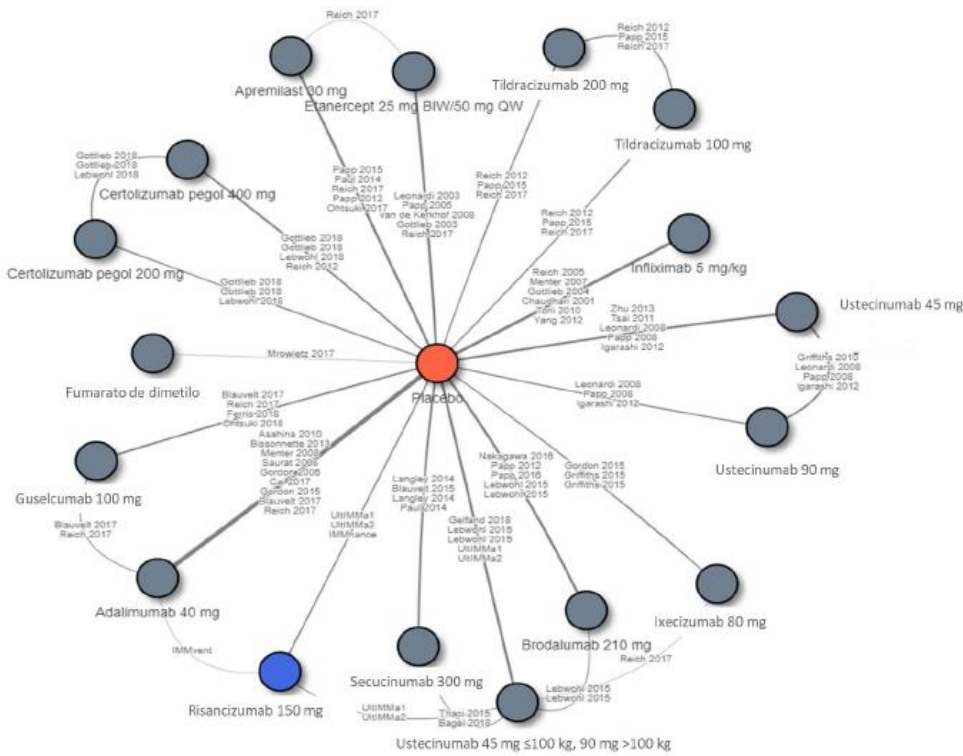 Reich 2017
Apremilast 30 mg
Etanercept 25 mg BIW/50 mg QW
Reich 2012
Papp 2015
Reich 2017
Tildracizumab 200 mg
Tildracizumab 100 mg
Gottlieb 2018
Gottlieb 2018
Lebwohl 2018
Certolizumab pegol 400 mg
Certolizumab pegol 200 mg
Papp 2015
Paul 2014
Reich 2017
Papp 2012
Ohtsuki 2017
Leonardi 2003
Papp 2005
van de Kerkhof 2008
Gottlieb 2003
Reich 2017
Reich 2012
Papp 2015
Reich 2017
Reich 2012
Papp 2015
Reich 2017
Gottlieb 2018
Gottlieb 2018
Lebwohl 2018
Reich 2012
Gottlieb 2018
Gottlieb 2018
Lebwohl 2018
Infliximab 5 mg/kg
Reich 2005
Menter 2007
Gottlieb 2004
Chaudhari 2001
Torii 2010
Yang 2012
Ustecinumab 45 mg
Zhu 2013
Tsai 2011
Leonardi 2008
Papp 2008
Igarashi 2012
Griffiths 2010
Leonardi 2008
Papp 2008
Igarashi 2012
Mrowietz 2017
Fumarato de dimetilo
Placebo
Leonardi 2008
Papp 2008
Igarashi 2012
Ustecinumab 90 mg
Blauvelt 2017
Reich 2017
Ferris 2018
Ohtsuki 2018
Guselcumab 100 mg
Asahina 2010
Bissonnette 2013
Menter 2008
Saurat 2008
Gordon 2006
Cai 2017
Gordon 2015
Blauvelt 2017
Reich 2017
Blauvelt 2017
Reich 2017
Adalimumab 40 mg
UltIMMa1
UltIMMa2
IMMhance
Langley 2014
Blauvelt 2015
Langley 2014
Paul 2014
Gelfand 2018
Lebwohl 2015
Lebwohl 2015
UltIMMa1
UltIMMa2
Nakagawa 2016
Papp 2012
Papp 2016
Lebwohl 2015
Lebwohl 2015
Gordon 2015
Griffiths 2015
Griffiths 2015
Ixecizumab 80 mg
Brodalumab 210 mg
Reich 2017
IMMvent
Risancizumab 150 mg
Secucinumab 300 mg
Lebwohl 2015
Lebwohl 2015
UltIMMa1
UltIMMa2
Thaci 2015
Bagel 2018
Ustecinumab 45 mg ≤100 kg, 90 mg >100 kg